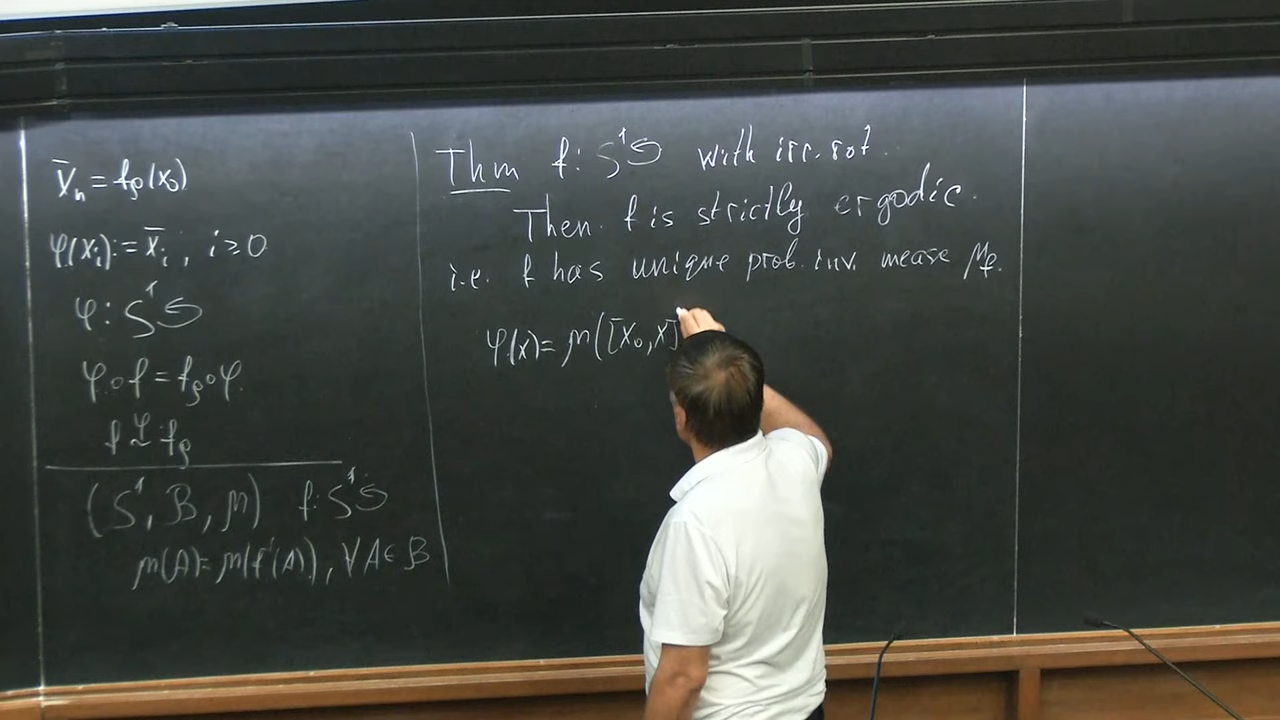 x̄ₙ = f_ρ(x₀)
φ(xᵢ) := x̄ᵢ , i ≥ 0
φ: S¹↺
φ∘f = f_ρ∘φ.
f ~^φ f_ρ
(S¹, B, μ) f: S¹↺
μ(A) = μ(f⁻¹(A)), ∀A∈B
Thm f: S¹↺ with irr. rot.
Then f is strictly ergodic.
i.e. f has unique prob. inv. measue μ_f.
φ(x) = μ([x₀, x]